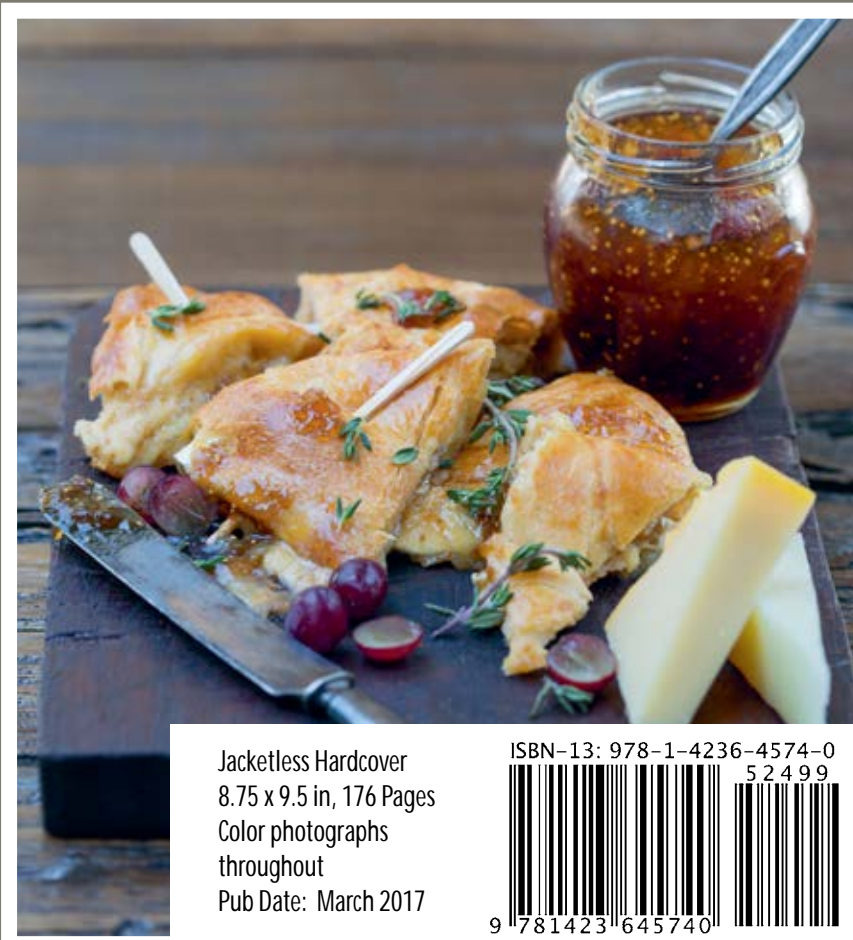 Jacketless Hardcover
8.75 x 9.5 in, 176 Pages
Color photographs
throughout
Pub Date:  March 2017
ISBN-13: 978-1-4236-4574-0
52499
9 781423 645740